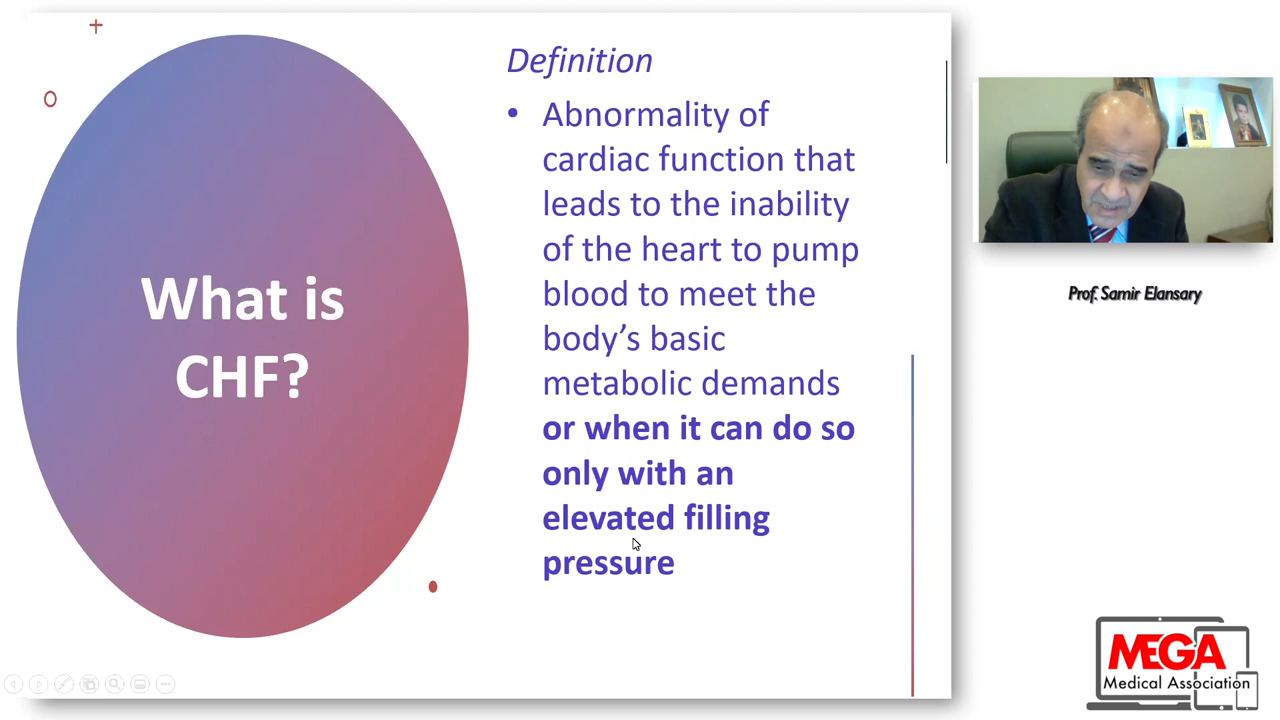 What is
CHF?
Definition
• Abnormality of
cardiac function that
leads to the inability
of the heart to pump
blood to meet the
body’s basic
metabolic demands
or when it can do so
only with an
elevated filling
pressure
Prof. Samir Elansary
MEGA
Medical Association